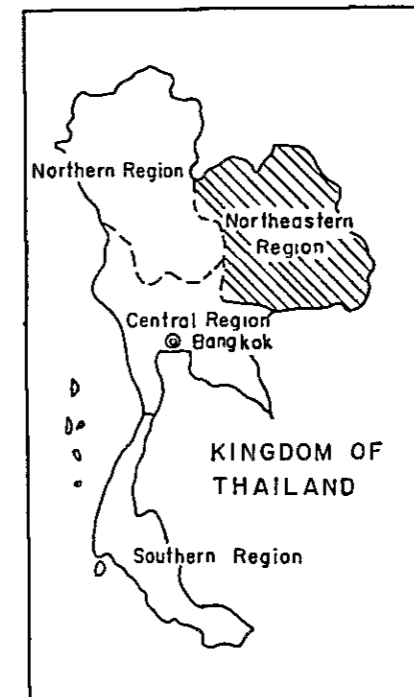 Northern Region
Northeastern
Region
Central Region
Bangkok
KINGDOM OF
THAILAND
Southern Region